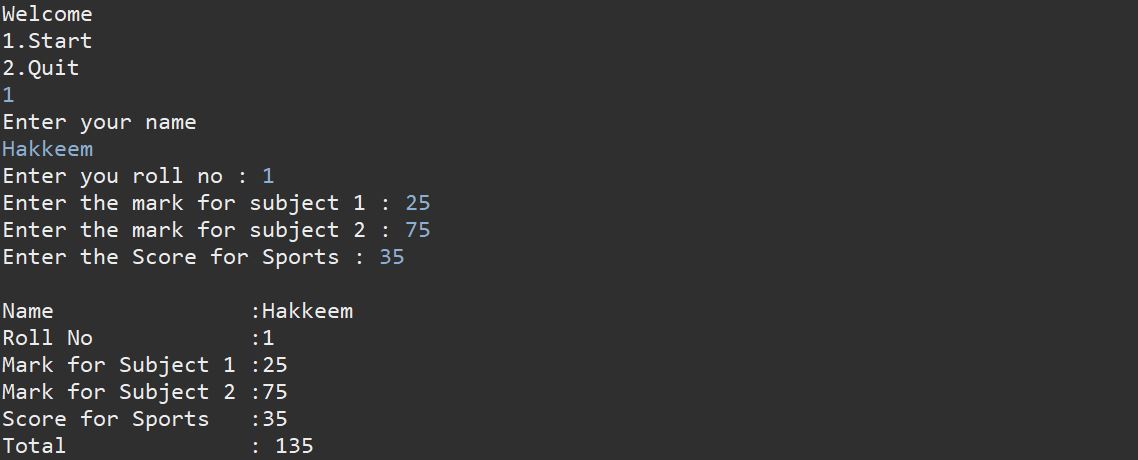 Welcome
1.Start
2.Quit
1
Enter your name
Hakkeem
Enter you roll no : 1
Enter the mark for subject 1 : 25
Enter the mark for subject 2 : 75
Enter the Score for Sports : 35

Name               :Hakkeem
Roll No            :1
Mark for Subject 1 :25
Mark for Subject 2 :75
Score for Sports   :35
Total              : 135